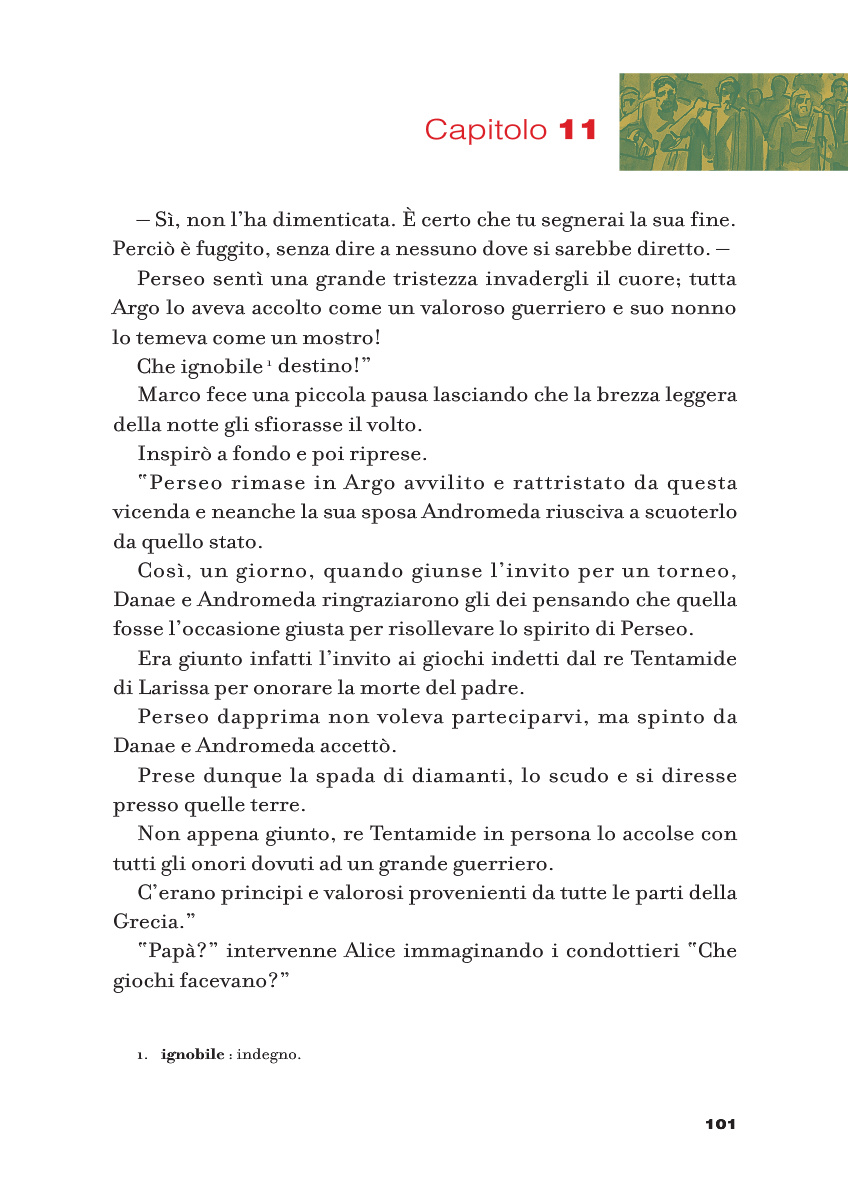 Capitolo 11
– Sì, non l’ha dimenticata. È certo che tu segnerai la sua fine.
Perciò è fuggito, senza dire a nessuno dove si sarebbe diretto. –
Perseo sentì una grande tristezza invadergli il cuore; tutta
Argo lo aveva accolto come un valoroso guerriero e suo nonno
lo temeva come un mostro!
Che ignobile ¹ destino!”
Marco fece una piccola pausa lasciando che la brezza leggera
della notte gli sfiorasse il volto.
Inspirò a fondo e poi riprese.
“Perseo rimase in Argo avvilito e rattristato da questa
vicenda e neanche la sua sposa Andromeda riusciva a scuoterlo
da quello stato.
Così, un giorno, quando giunse l’invito per un torneo,
Danae e Andromeda ringraziarono gli dei pensando che quella
fosse l’occasione giusta per risollevare lo spirito di Perseo.
Era giunto infatti l’invito ai giochi indetti dal re Tentamide
di Larissa per onorare la morte del padre.
Perseo dapprima non voleva parteciparvi, ma spinto da
Danae e Andromeda accettò.
Prese dunque la spada di diamanti, lo scudo e si diresse
presso quelle terre.
Non appena giunto, re Tentamide in persona lo accolse con
tutti gli onori dovuti ad un grande guerriero.
C’erano principi e valorosi provenienti da tutte le parti della
Grecia.”
“Papà?” intervenne Alice immaginando i condottieri “Che
giochi facevano?”
1. ignobile : indegno.
101